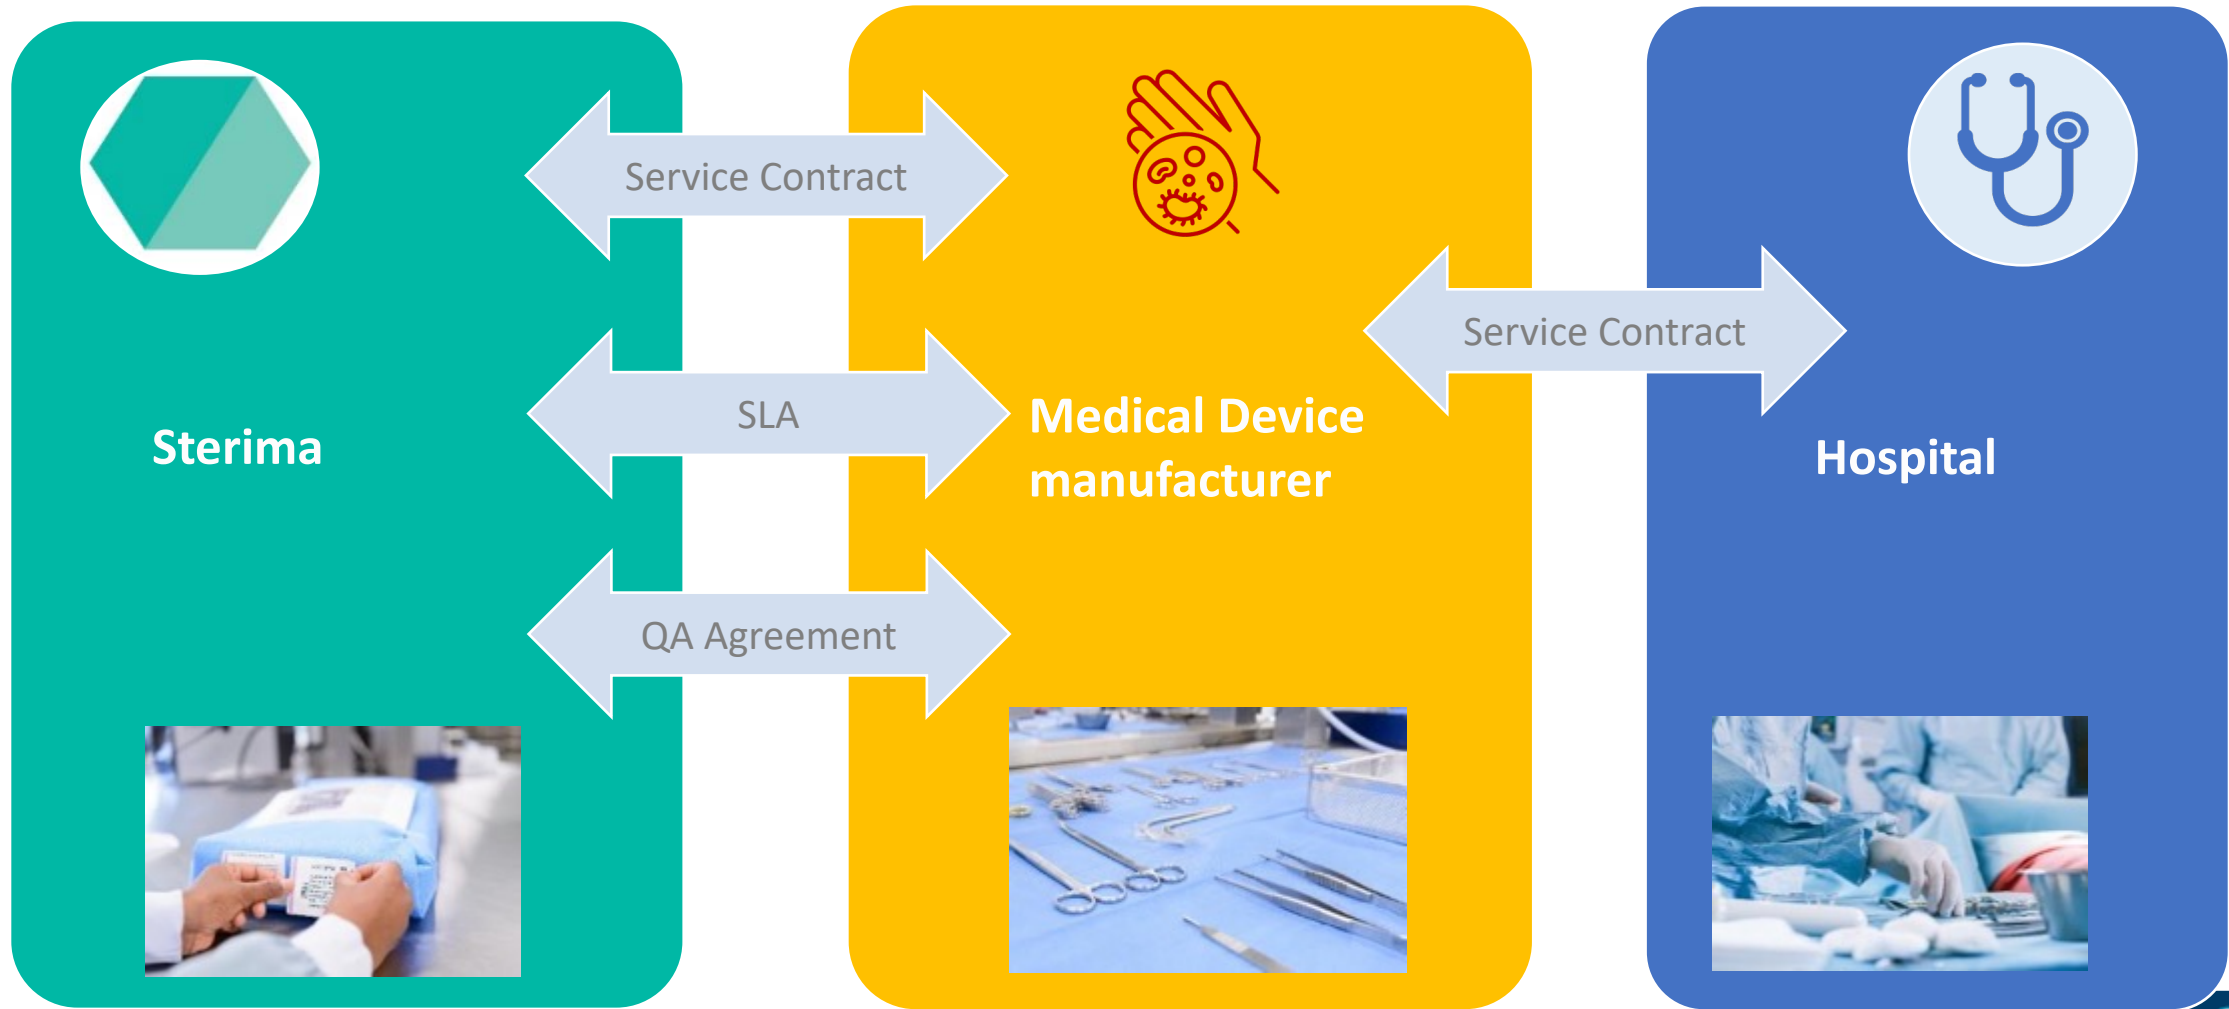 Service Contract
Service Contract
SLA
Medical Device
manufacturer
Sterima
Hospital
QA Agreement